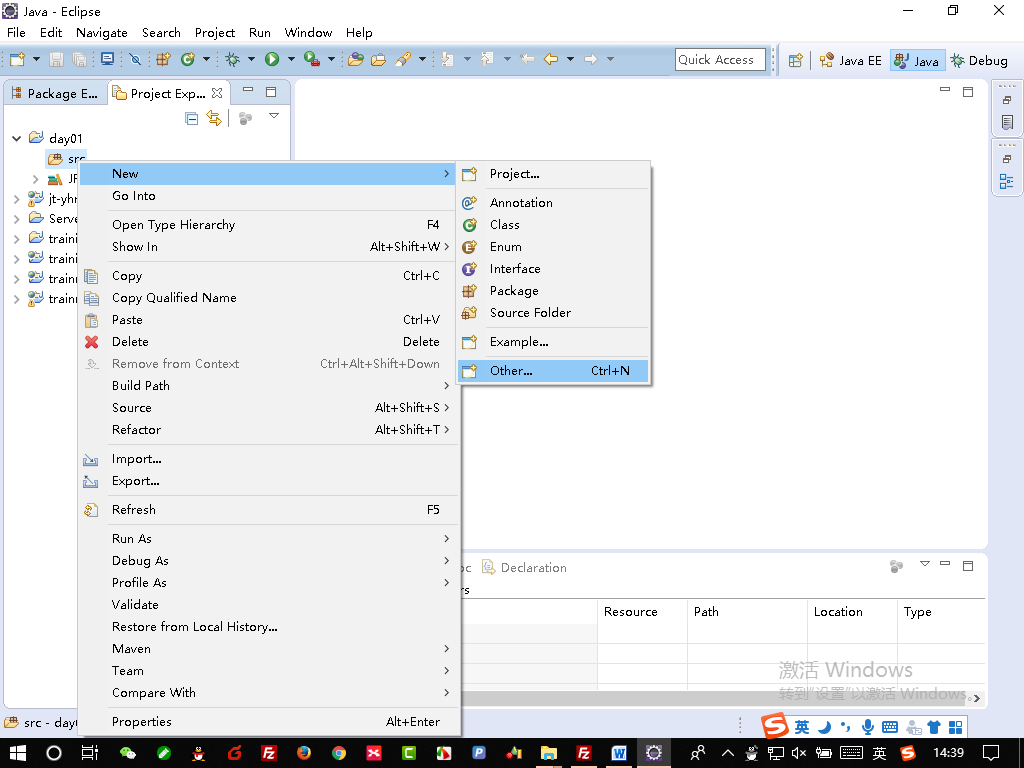 Java - Eclipse
File Edit Navigate Search Project Run Window Help
Quick Access Java EE Java Debug
Package E... Project Exp...
day01
src
jt-yhr
Serve
traini
traini
train
train
New
Go Into
Open Type Hierarchy F4
Show In Alt+Shift+W
Copy Ctrl+C
Copy Qualified Name
Paste Ctrl+V
Delete Delete
Remove from Context Ctrl+Alt+Shift+Down
Build Path
Source Alt+Shift+S
Refactor Alt+Shift+T
Import...
Export...
Refresh F5
Run As
Debug As
Profile As
Validate
Restore from Local History...
Maven
Team
Compare With
Properties Alt+Enter
Project...
Annotation
Class
Enum
Interface
Package
Source Folder
Example...
Other... Ctrl+N
Declaration
Resource Path Location Type
激活 Windows
转到"设置"以激活 Windows。
src - day
英
英 14:39